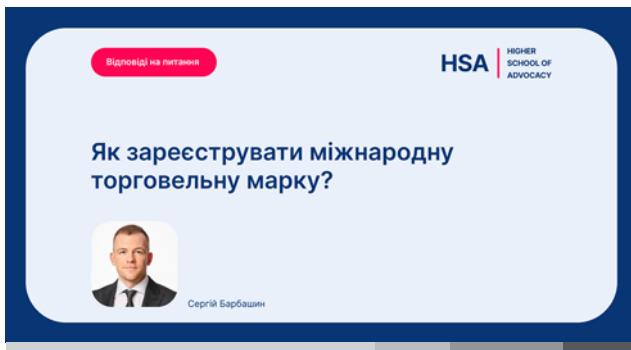 Відповіді на питання
HSA
HIGHER
SCHOOL OF
ADVOCACY
Як зареєструвати міжнародну
торговельну марку?
Сергій Барбашин